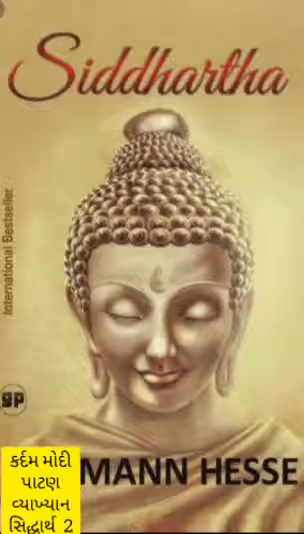 Siddhartha
International Bestseller
gp
MANN HESSE
કર્દમ મોદી
પાટણ
વ્યાખ્યાન
સિદ્ધાર્થ 2